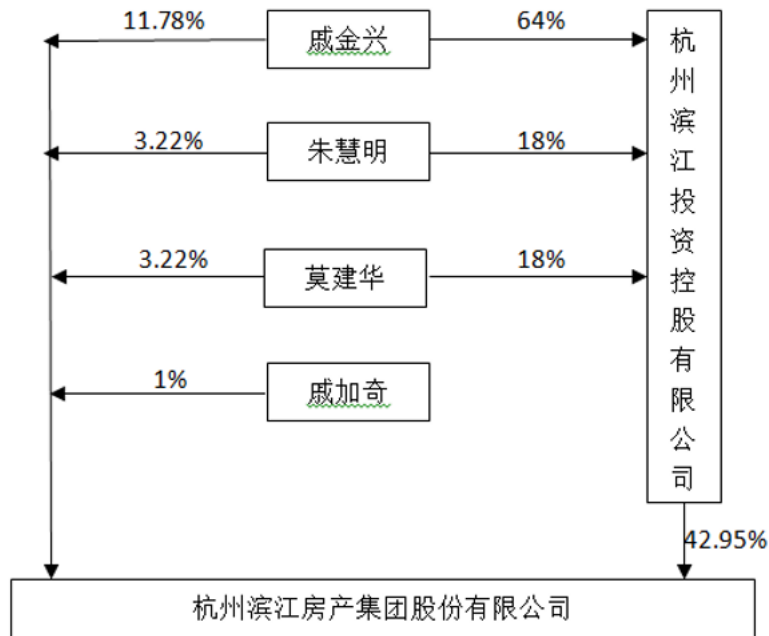 11.78%
戚金兴
64%
3.22%
朱慧明
18%
3.22%
莫建华
18%
1%
戚加奇
杭州滨江投资控股有限公司
42.95%
杭州滨江房产集团股份有限公司